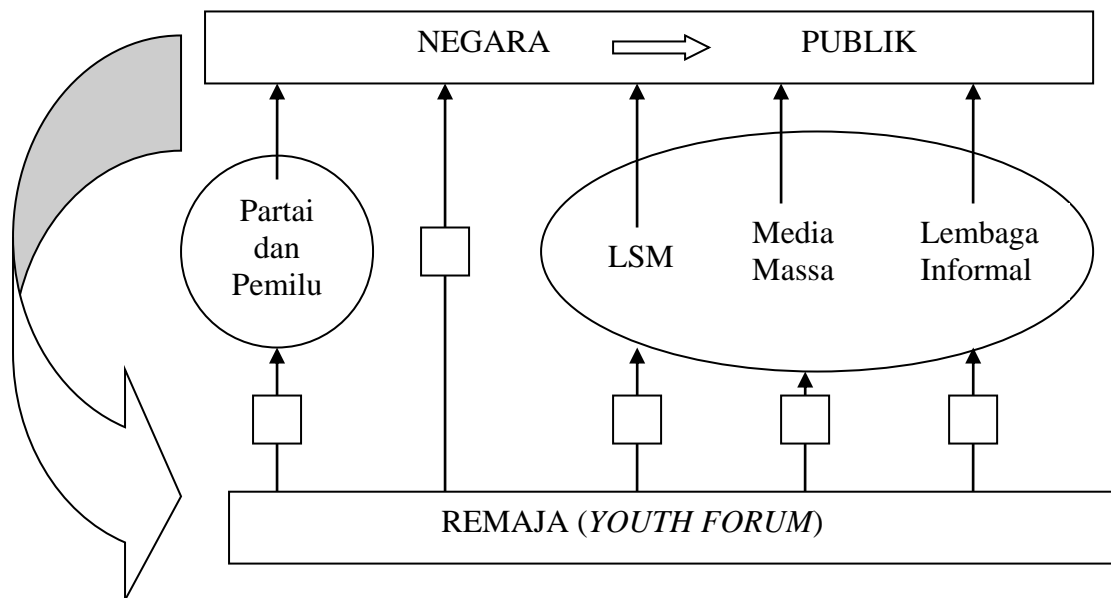 NEGARA PUBLIK
Partai
dan
Pemilu
LSM
Media
Massa
Lembaga
Informal
REMAJA (YOUTH FORUM)